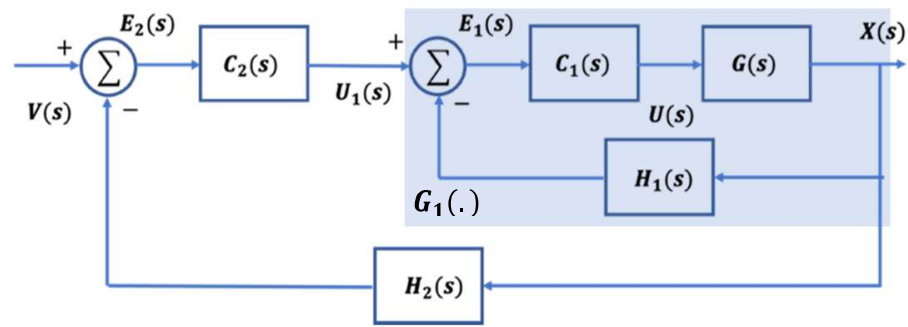 E₂(s)
E₁(s)
X(s)
+
+
∑
C₂(s)
∑
C₁(s)
G(s)
V(s)
−
U₁(s)
−
U(s)
H₁(s)
G₁(.)
H₂(s)